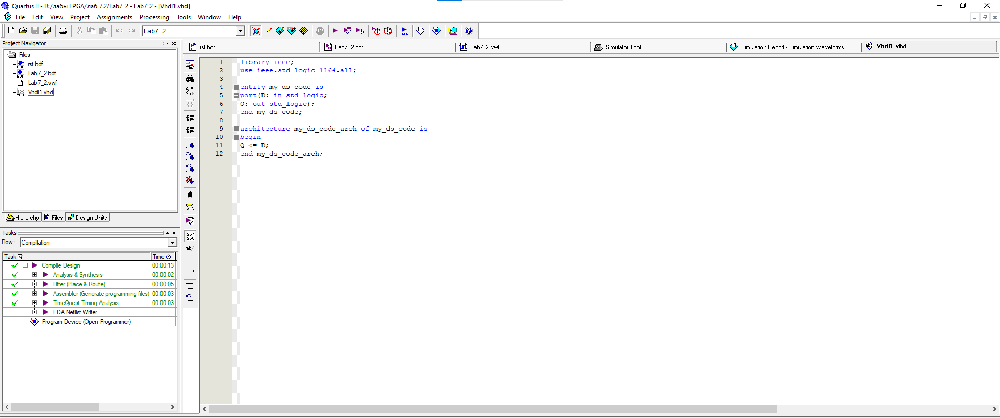 Quartus II - D:/лабы FPGA/лаб 7.2/Lab7_2 - Lab7_2 - [Vhdl1.vhd]
File Edit View Project Assignments Processing Tools Window Help
Lab7_2
Project Navigator
Files
rst.bdf
Lab7_2.bdf
Lab7_2.vwf
Vhdl1.vhd
Hierarchy Files Design Units
Tasks
Flow: Compilation
Task Time
Compile Design 00:00:13
Analysis & Synthesis 00:00:02
Fitter (Place & Route) 00:00:05
Assembler (Generate programming files) 00:00:03
TimeQuest Timing Analysis 00:00:03
EDA Netlist Writer
Program Device (Open Programmer)
rst.bdf Lab7_2.bdf Lab7_2.vwf Simulator Tool Simulation Report - Simulation Waveforms Vhdl1.vhd
1 library ieee;
2 use ieee.std_logic_1164.all;
3
4 entity my_ds_code is
5 port(D: in std_logic;
6 Q: out std_logic);
7 end my_ds_code;
8
9 architecture my_ds_code_arch of my_ds_code is
10 begin
11 Q <= D;
12 end my_ds_code_arch;
267
268
ab/